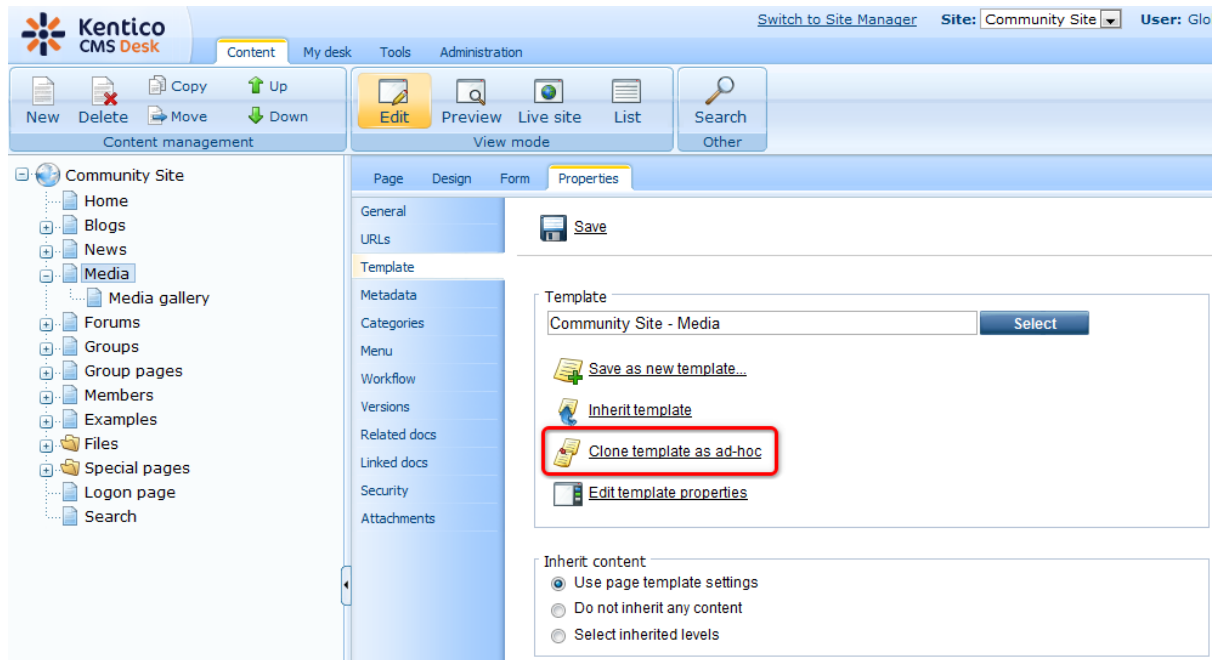 Kentico
CMS Desk
Switch to Site Manager Site: Community Site User: Glo
Content My desk Tools Administration
New Delete Copy Move Up Down
Content management
Edit Preview Live site List
View mode
Search
Other
Community Site
Home
Blogs
News
Media
Media gallery
Forums
Groups
Group pages
Members
Examples
Files
Special pages
Logon page
Search
Page Design Form Properties
General
URLs
Template
Metadata
Categories
Menu
Workflow
Versions
Related docs
Linked docs
Security
Attachments
Save
Template
Community Site - Media Select
Save as new template...
Inherit template
Clone template as ad-hoc
Edit template properties
Inherit content
Use page template settings
Do not inherit any content
Select inherited levels